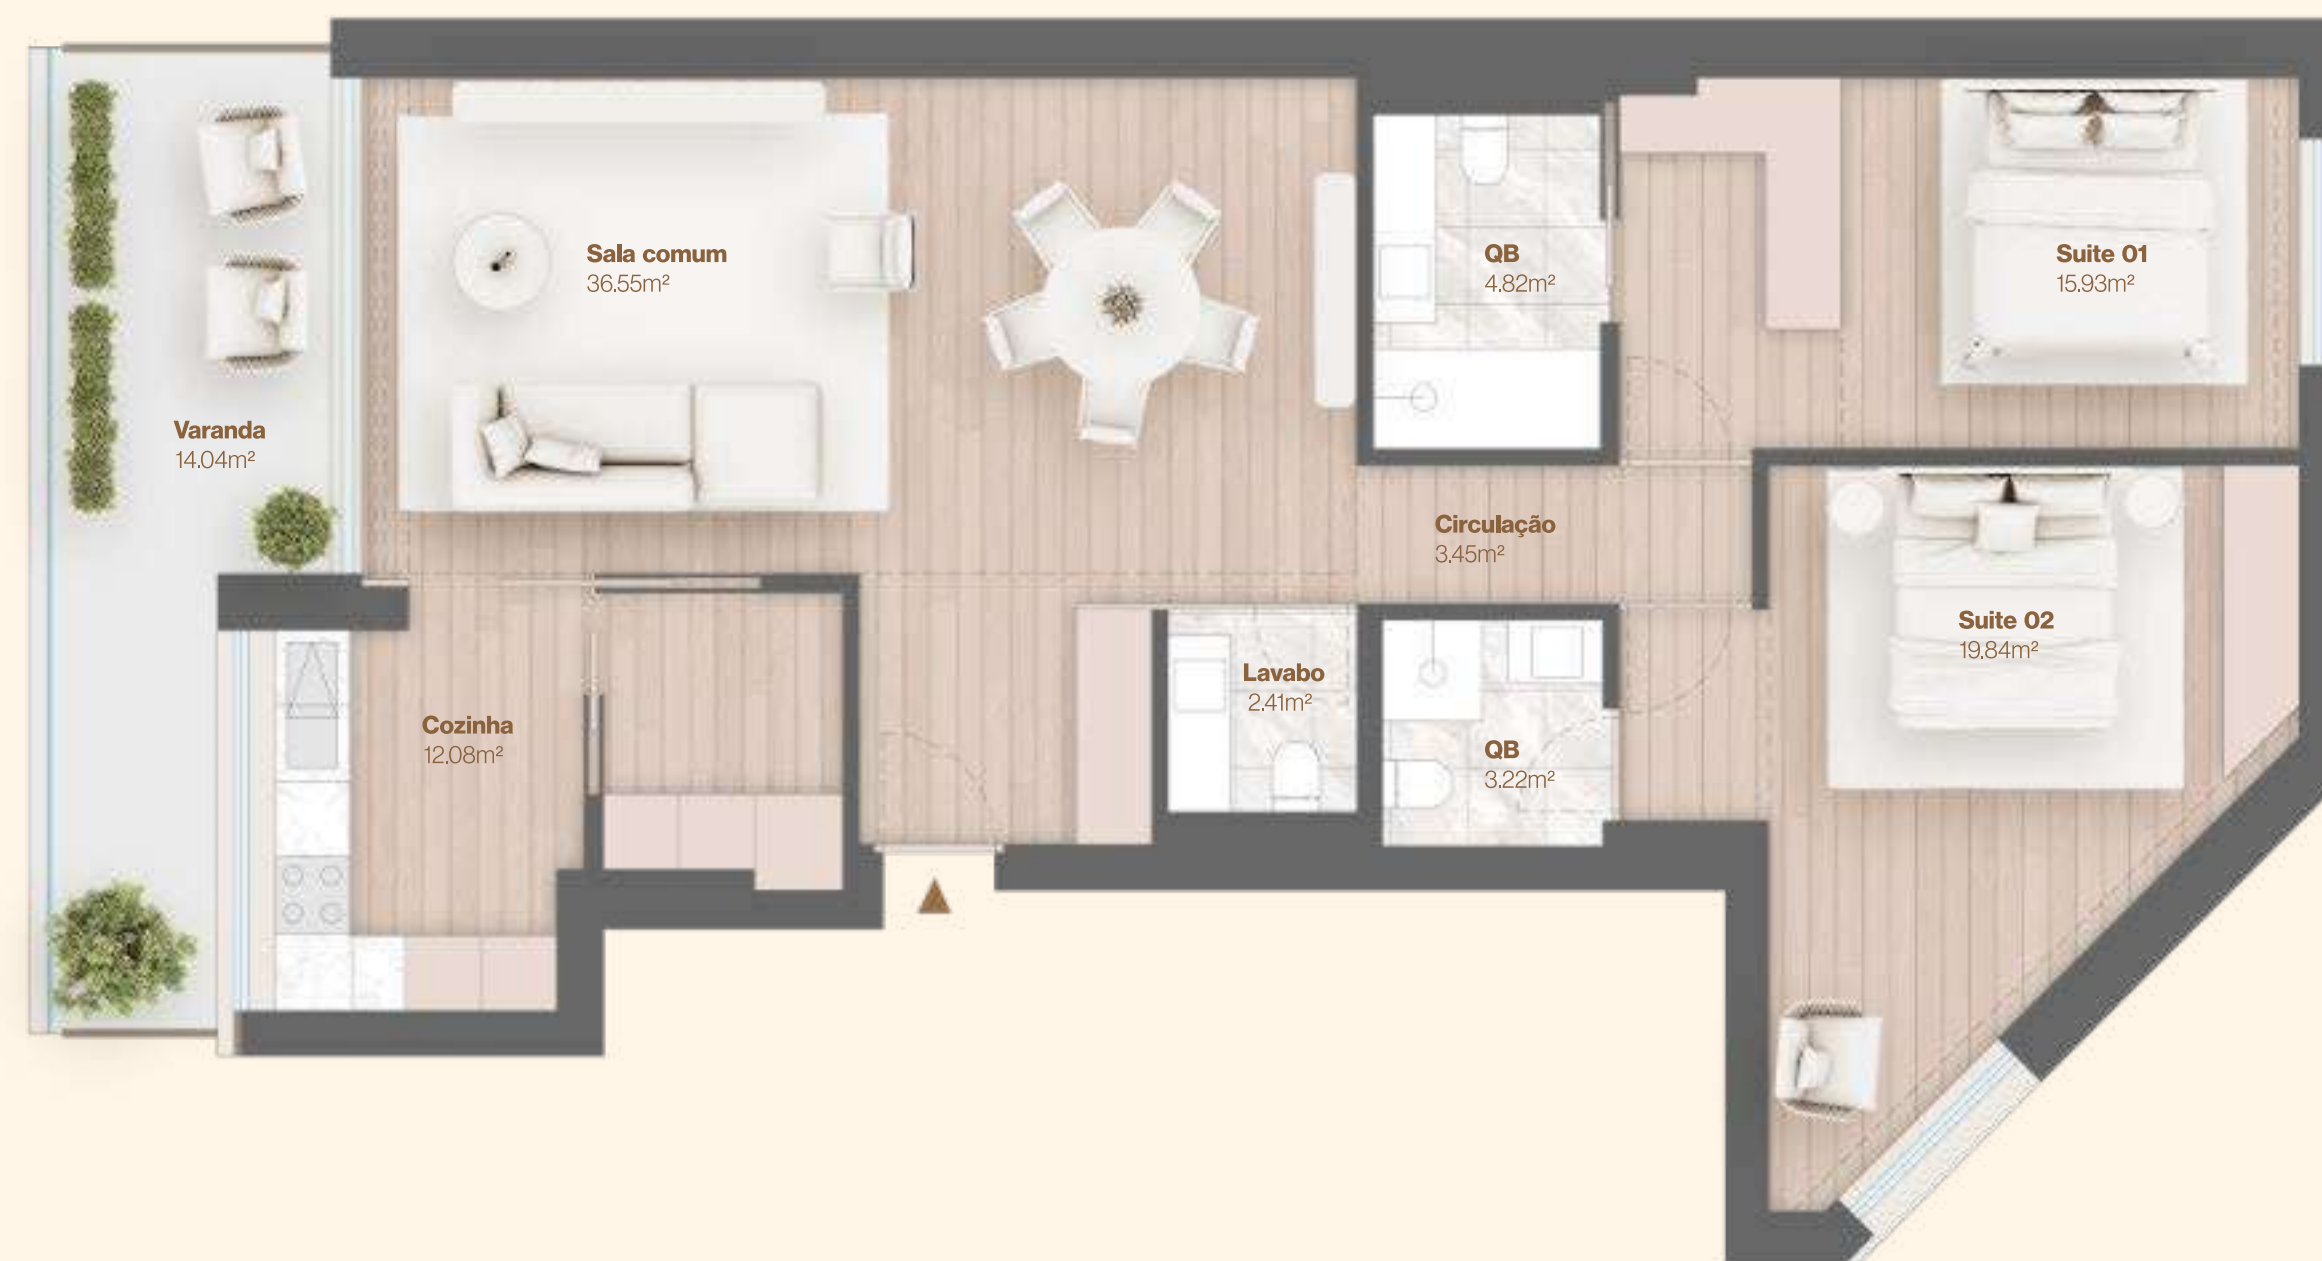 Sala comum
36.55m²
QB
4.82m²
Suite 01
15.93m²
Varanda
14.04m²
Circulação
3.45m²
Suite 02
19.84m²
Lavabo
2.41m²
Cozinha
12.08m²
QB
3.22m²